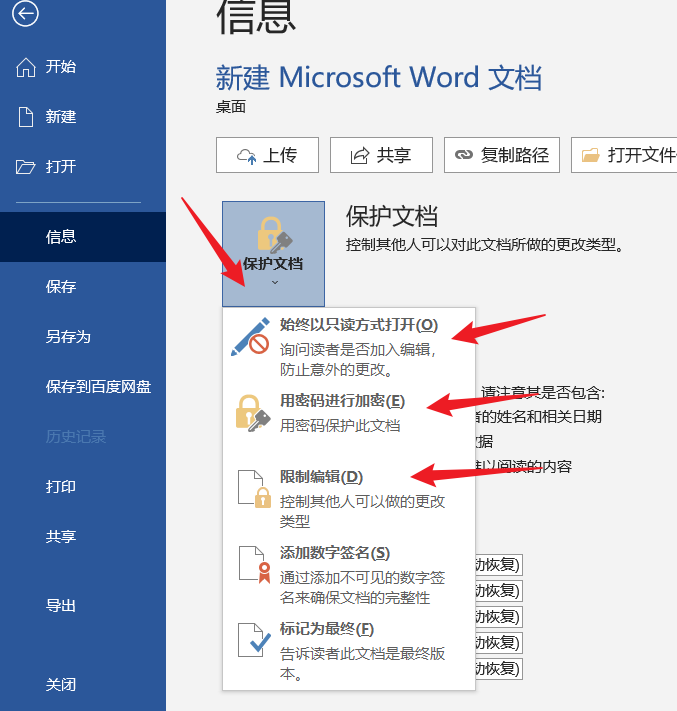 信息
新建 Microsoft Word 文档
桌面
开始
新建
打开
信息
保存
另存为
保存到百度网盘
历史记录
打印
共享
导出
关闭
上传
共享
复制路径
打开文件
保护文档
保护文档
控制其他人可以对此文档所做的更改类型。
始终以只读方式打开(O)
询问读者是否加入编辑，
防止意外的更改。
用密码进行加密(E)
用密码保护此文档
限制编辑(D)
控制其他人可以做的更改
类型
添加数字签名(S)
通过添加不可见的数字签
名来确保文档的完整性
标记为最终(F)
告诉读者此文档是最终版
本。
请注意其是否包含:
者的姓名和相关日期
数据
以阅读的内容
动恢复)
动恢复)
动恢复)
动恢复)
动恢复)